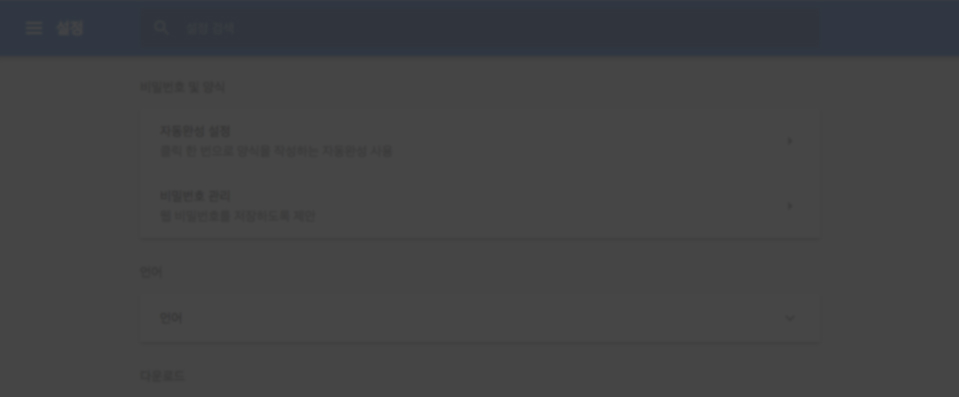 설정
설정 검색
비밀번호 및 양식
자동완성 설정
클릭 한 번으로 양식을 작성하는 자동완성 사용
비밀번호 관리
웹 비밀번호를 저장하도록 제안
언어
언어
다운로드